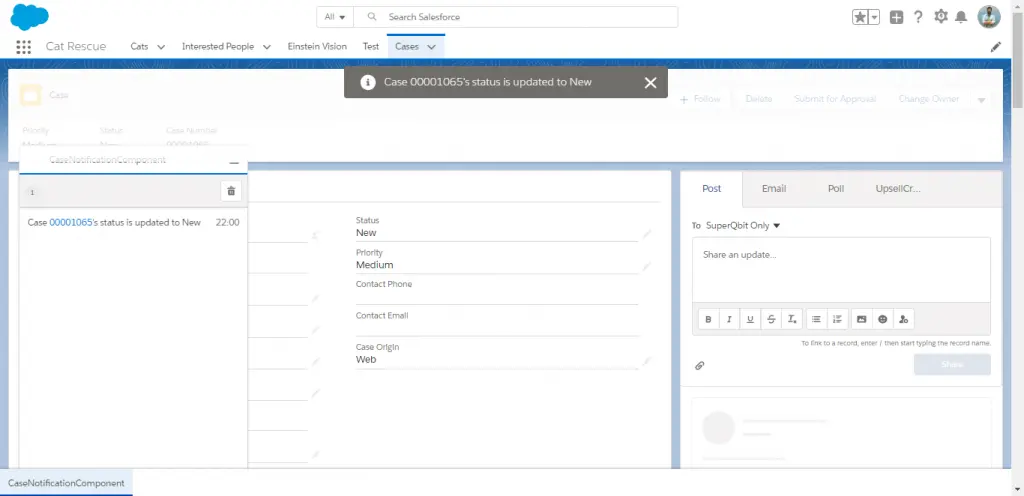 All
Search Salesforce
Cat Rescue
Cats
Interested People
Einstein Vision
Test
Cases
Case 00001065's status is updated to New
Case
Follow
Delete
Submit for Approval
Change Owner
Priority
Status
Case Number
Medium
New
00001065
CaseNotificationComponent
1
Case 00001065's status is updated to New 22:00
Status
New
Priority
Medium
Contact Phone
Contact Email
Case Origin
Web
Post
Email
Poll
UpsellCr...
To SuperQbit Only
Share an update...
B I U S Tx
To link to a record, enter / then start typing the record name.
Share
CaseNotificationComponent